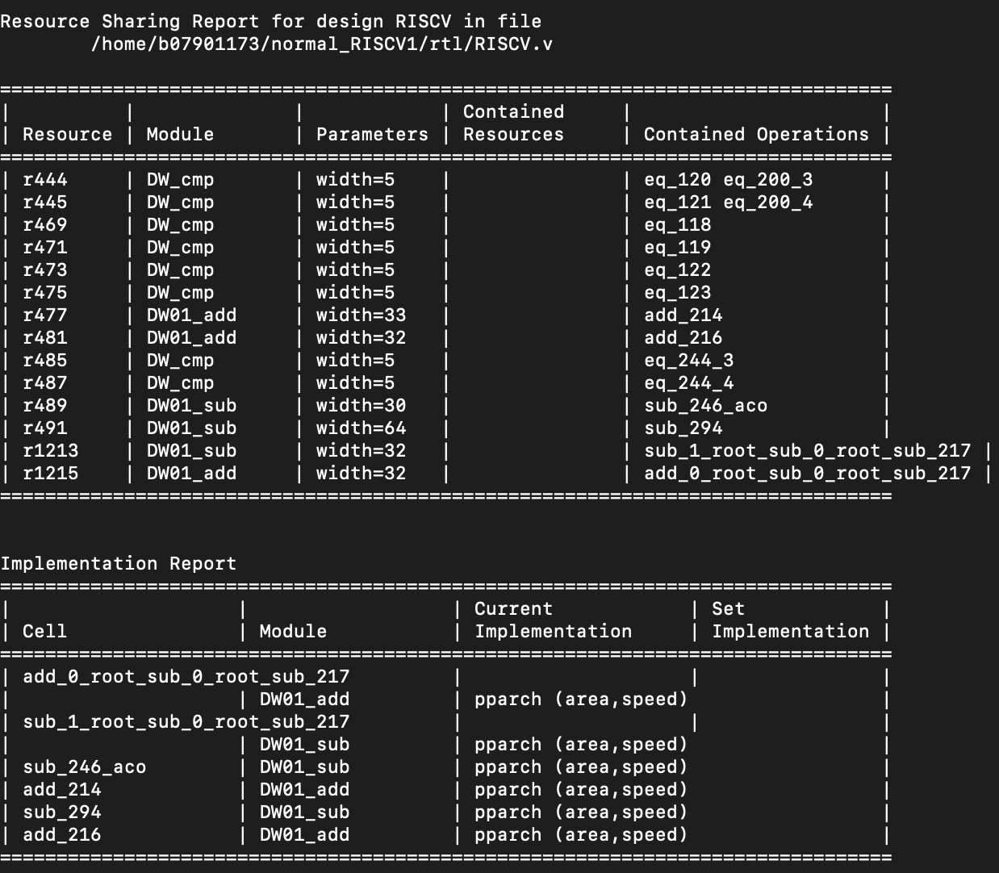 Resource Sharing Report for design RISCV in file
        /home/b07901173/normal_RISCV1/rtl/RISCV.v

===============================================================================
|          |              |            | Contained     |                      |
| Resource | Module       | Parameters | Resources     | Contained Operations |
===============================================================================
| r444     | DW_cmp       | width=5    |               | eq_120 eq_200_3      |
| r445     | DW_cmp       | width=5    |               | eq_121 eq_200_4      |
| r469     | DW_cmp       | width=5    |               | eq_118               |
| r471     | DW_cmp       | width=5    |               | eq_119               |
| r473     | DW_cmp       | width=5    |               | eq_122               |
| r475     | DW_cmp       | width=5    |               | eq_123               |
| r477     | DW01_add     | width=33   |               | add_214              |
| r481     | DW01_add     | width=32   |               | add_216              |
| r485     | DW_cmp       | width=5    |               | eq_244_3             |
| r487     | DW_cmp       | width=5    |               | eq_244_4             |
| r489     | DW01_sub     | width=30   |               | sub_246_aco          |
| r491     | DW01_sub     | width=64   |               | sub_294              |
| r1213    | DW01_sub     | width=32   |               | sub_1_root_sub_0_root_sub_217 |
| r1215    | DW01_add     | width=32   |               | add_0_root_sub_0_root_sub_217 |
===============================================================================


Implementation Report
===============================================================================
|                    |                  | Current            | Set            |
| Cell               | Module           | Implementation     | Implementation |
===============================================================================
| add_0_root_sub_0_root_sub_217         |                    |                |
|                    | DW01_add         | pparch (area,speed)                 |
| sub_1_root_sub_0_root_sub_217         |                    |                |
|                    | DW01_sub         | pparch (area,speed)                 |
| sub_246_aco        | DW01_sub         | pparch (area,speed)                 |
| add_214            | DW01_add         | pparch (area,speed)                 |
| sub_294            | DW01_sub         | pparch (area,speed)                 |
| add_216            | DW01_add         | pparch (area,speed)                 |
===============================================================================